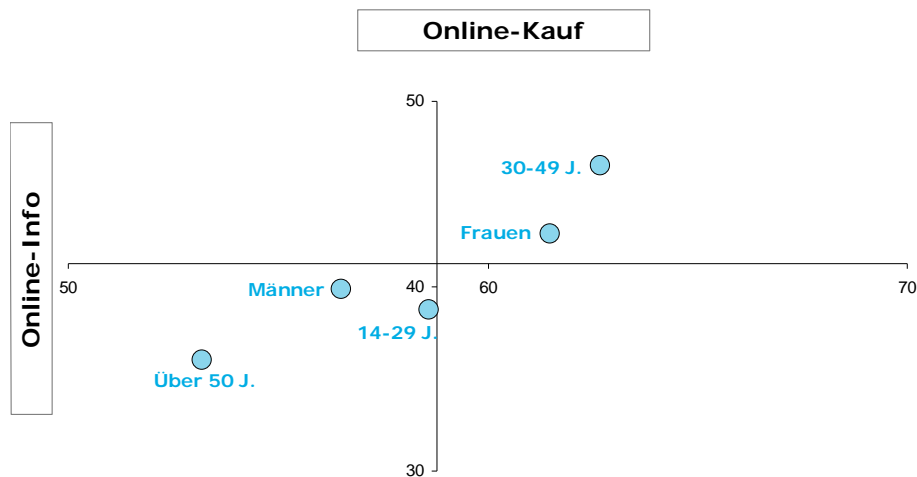 Online-Kauf
50
30-49 J.
Frauen
Online-Info
50
60
70
40
Männer
14-29 J.
Über 50 J.
30